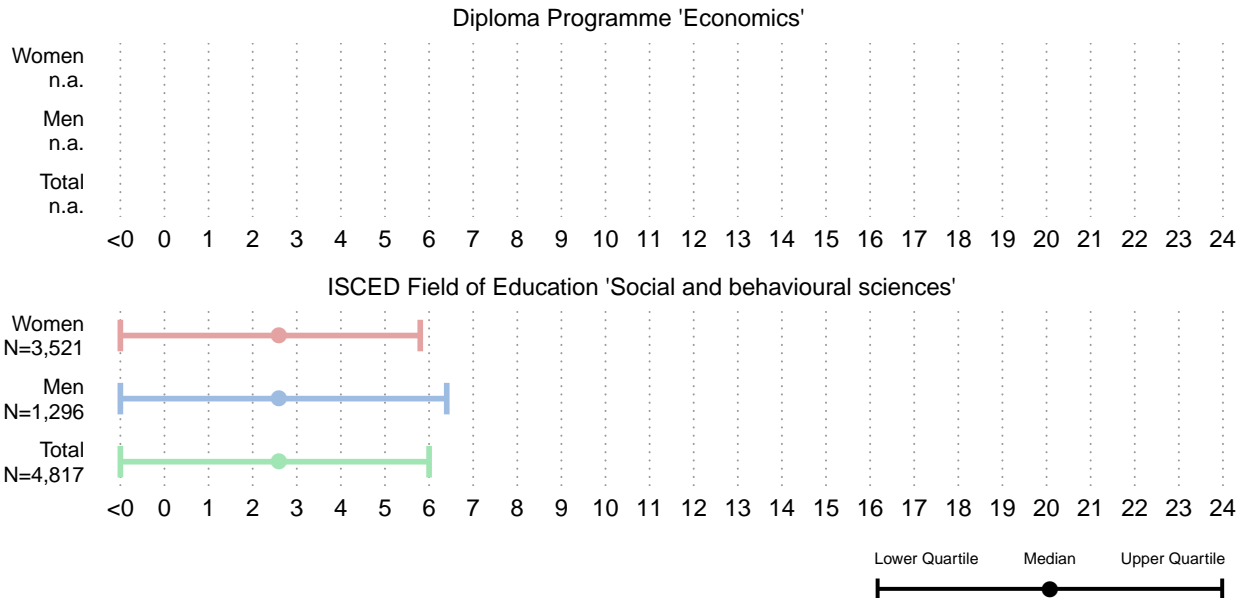 Diploma Programme 'Economics'
Women
n.a.
Men
n.a.
Total
n.a.
<0 0 1 2 3 4 5 6 7 8 9 10 11 12 13 14 15 16 17 18 19 20 21 22 23 24
ISCED Field of Education 'Social and behavioural sciences'
Women
N=3,521
Men
N=1,296
Total
N=4,817
<0 0 1 2 3 4 5 6 7 8 9 10 11 12 13 14 15 16 17 18 19 20 21 22 23 24
Lower Quartile Median Upper Quartile